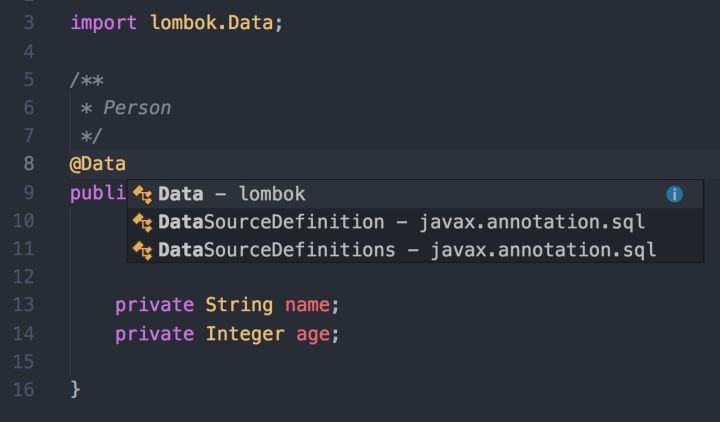 3 import lombok.Data;
4
5 /**
6 * Person
7 */
8 @Data
9 publi
Data – lombok
DataSourceDefinition – javax.annotation.sql
DataSourceDefinitions – javax.annotation.sql
10
11
12
13 private String name;
14 private Integer age;
15
16 }